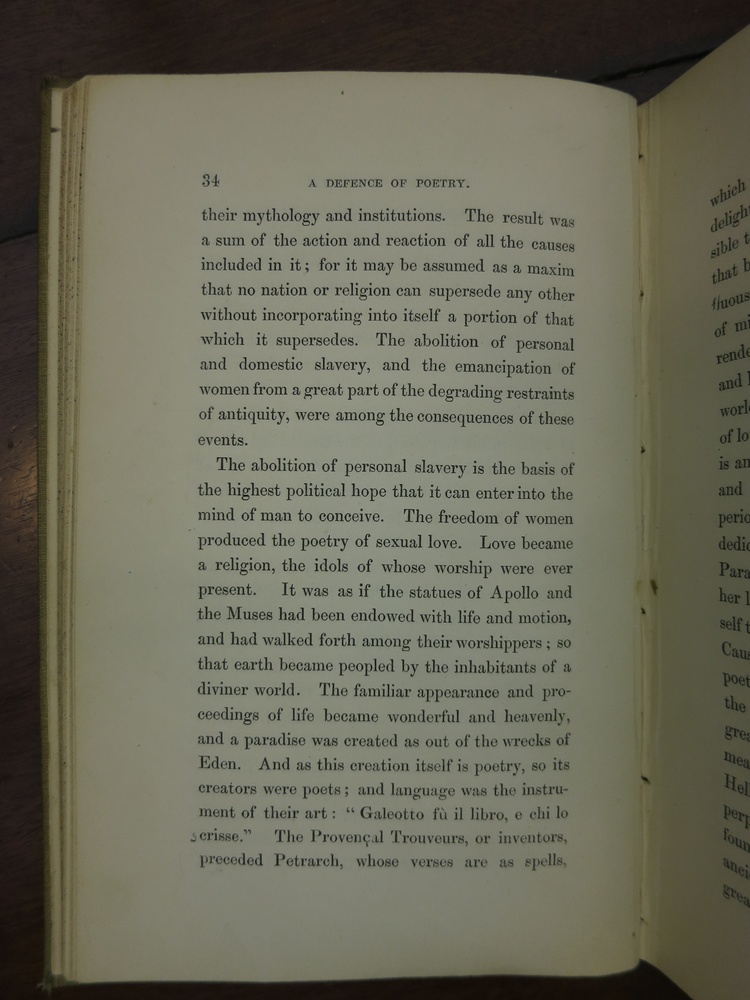 34 A DEFENCE OF POETRY.
their mythology and institutions. The result was
a sum of the action and reaction of all the causes
included in it; for it may be assumed as a maxim
that no nation or religion can supersede any other
without incorporating into itself a portion of that
which it supersedes. The abolition of personal
and domestic slavery, and the emancipation of
women from a great part of the degrading restraints
of antiquity, were among the consequences of these
events.
The abolition of personal slavery is the basis of
the highest political hope that it can enter into the
mind of man to conceive. The freedom of women
produced the poetry of sexual love. Love became
a religion, the idols of whose worship were ever
present. It was as if the statues of Apollo and
the Muses had been endowed with life and motion,
and had walked forth among their worshippers; so
that earth became peopled by the inhabitants of a
diviner world. The familiar appearance and pro-
ceedings of life became wonderful and heavenly,
and a paradise was created as out of the wrecks of
Eden. And as this creation itself is poetry, so its
creators were poets; and language was the instru-
ment of their art: “Galeotto fù il libro, e chi lo
scrisse.” The Provençal Trouveurs, or inventors,
preceded Petrarch, whose verses are as spells,
which
delight
sible t
that b
fluous
of mi
rende
and l
worl
of lo
is an
and
perio
dedic
Para
her l
self t
Cau
poet
the
grea
mea
Hel
perp
foun
anci
grea